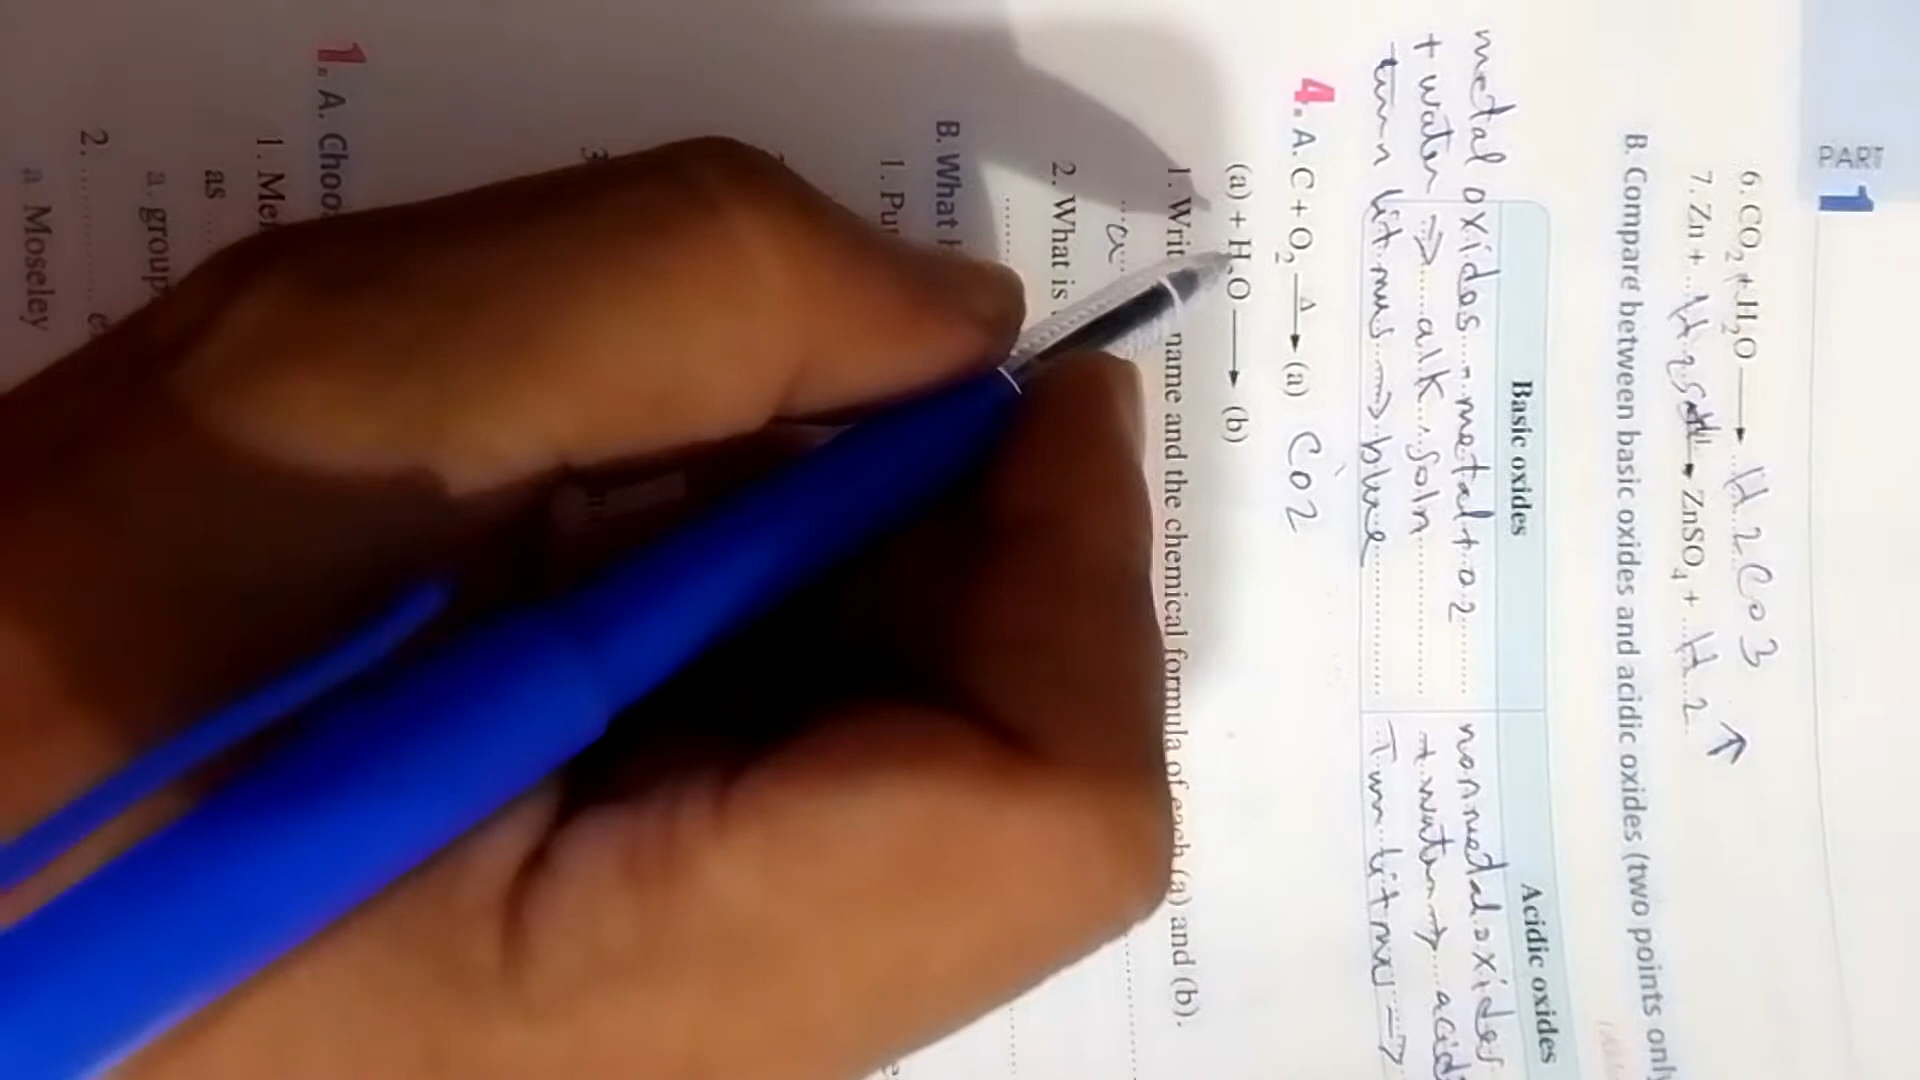 PART 1
6. CO₂ + H₂O → H2CO3
7. Zn + H2SO4 → ZnSO₄ + H2 ↑
B. Compare between basic oxides and acidic oxides (two points only
Basic oxides Acidic oxides
metal oxides metal + O2 nonmetal oxides
+ water → alk. soln + water → acid
turn litmus → blue Turn litmus →
4. A. C + O₂ —Δ→ (a) CO2
(a) + H₂O → (b)
1. Writ name and the chemical formula of each (a) and (b).
a
2. What is
B. What
1. Pu
1. A. Choo
1. Me
as
a. group
2.
a Moseley